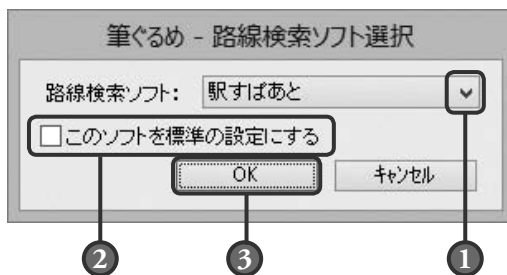 筆ぐるめ - 路線検索ソフト選択
路線検索ソフト： 駅すぱあと
このソフトを標準の設定にする
OK キャンセル
2 3 1